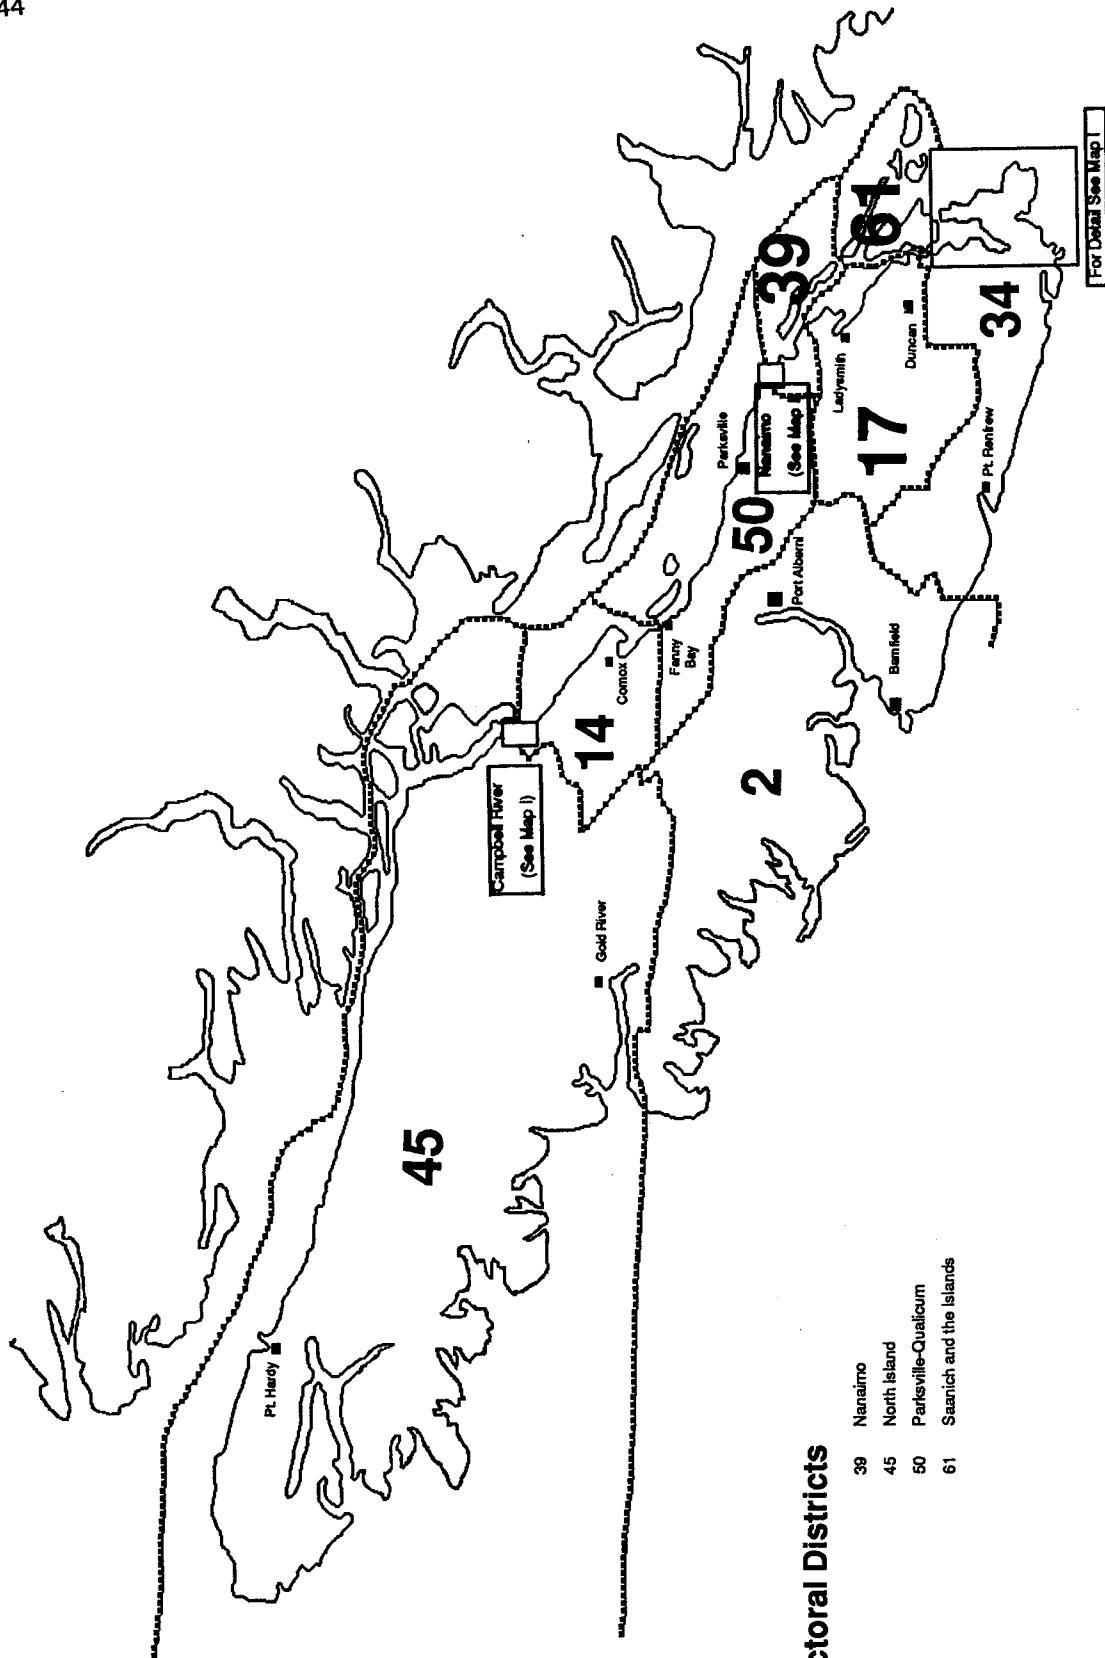 44
Pt. Hardy
45
Gold River
Campbell River
(See Map I)
14
Comox
Fanny
Bay
2
Port Alberni
Bamfield
50
Parksville
Nanaimo
(See Map I)
39
61
Ladysmith
Duncan
17
34
Pt. Renfrew
For Detail See Map I
ctoral Districts
39 Nanaimo
45 North Island
50 Parksville-Qualicum
61 Saanich and the Islands